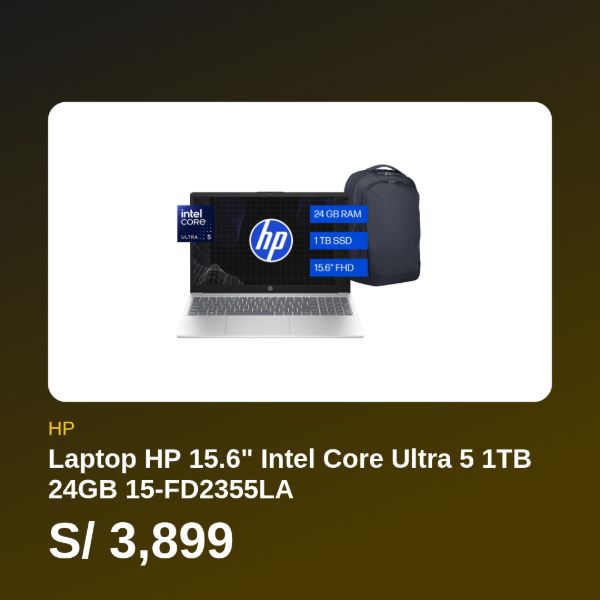 intel
CORE
ULTRA 5
hp
24 GB RAM
1 TB SSD
15.6" FHD
HP
Laptop HP 15.6" Intel Core Ultra 5 1TB
24GB 15-FD2355LA
S/ 3,899